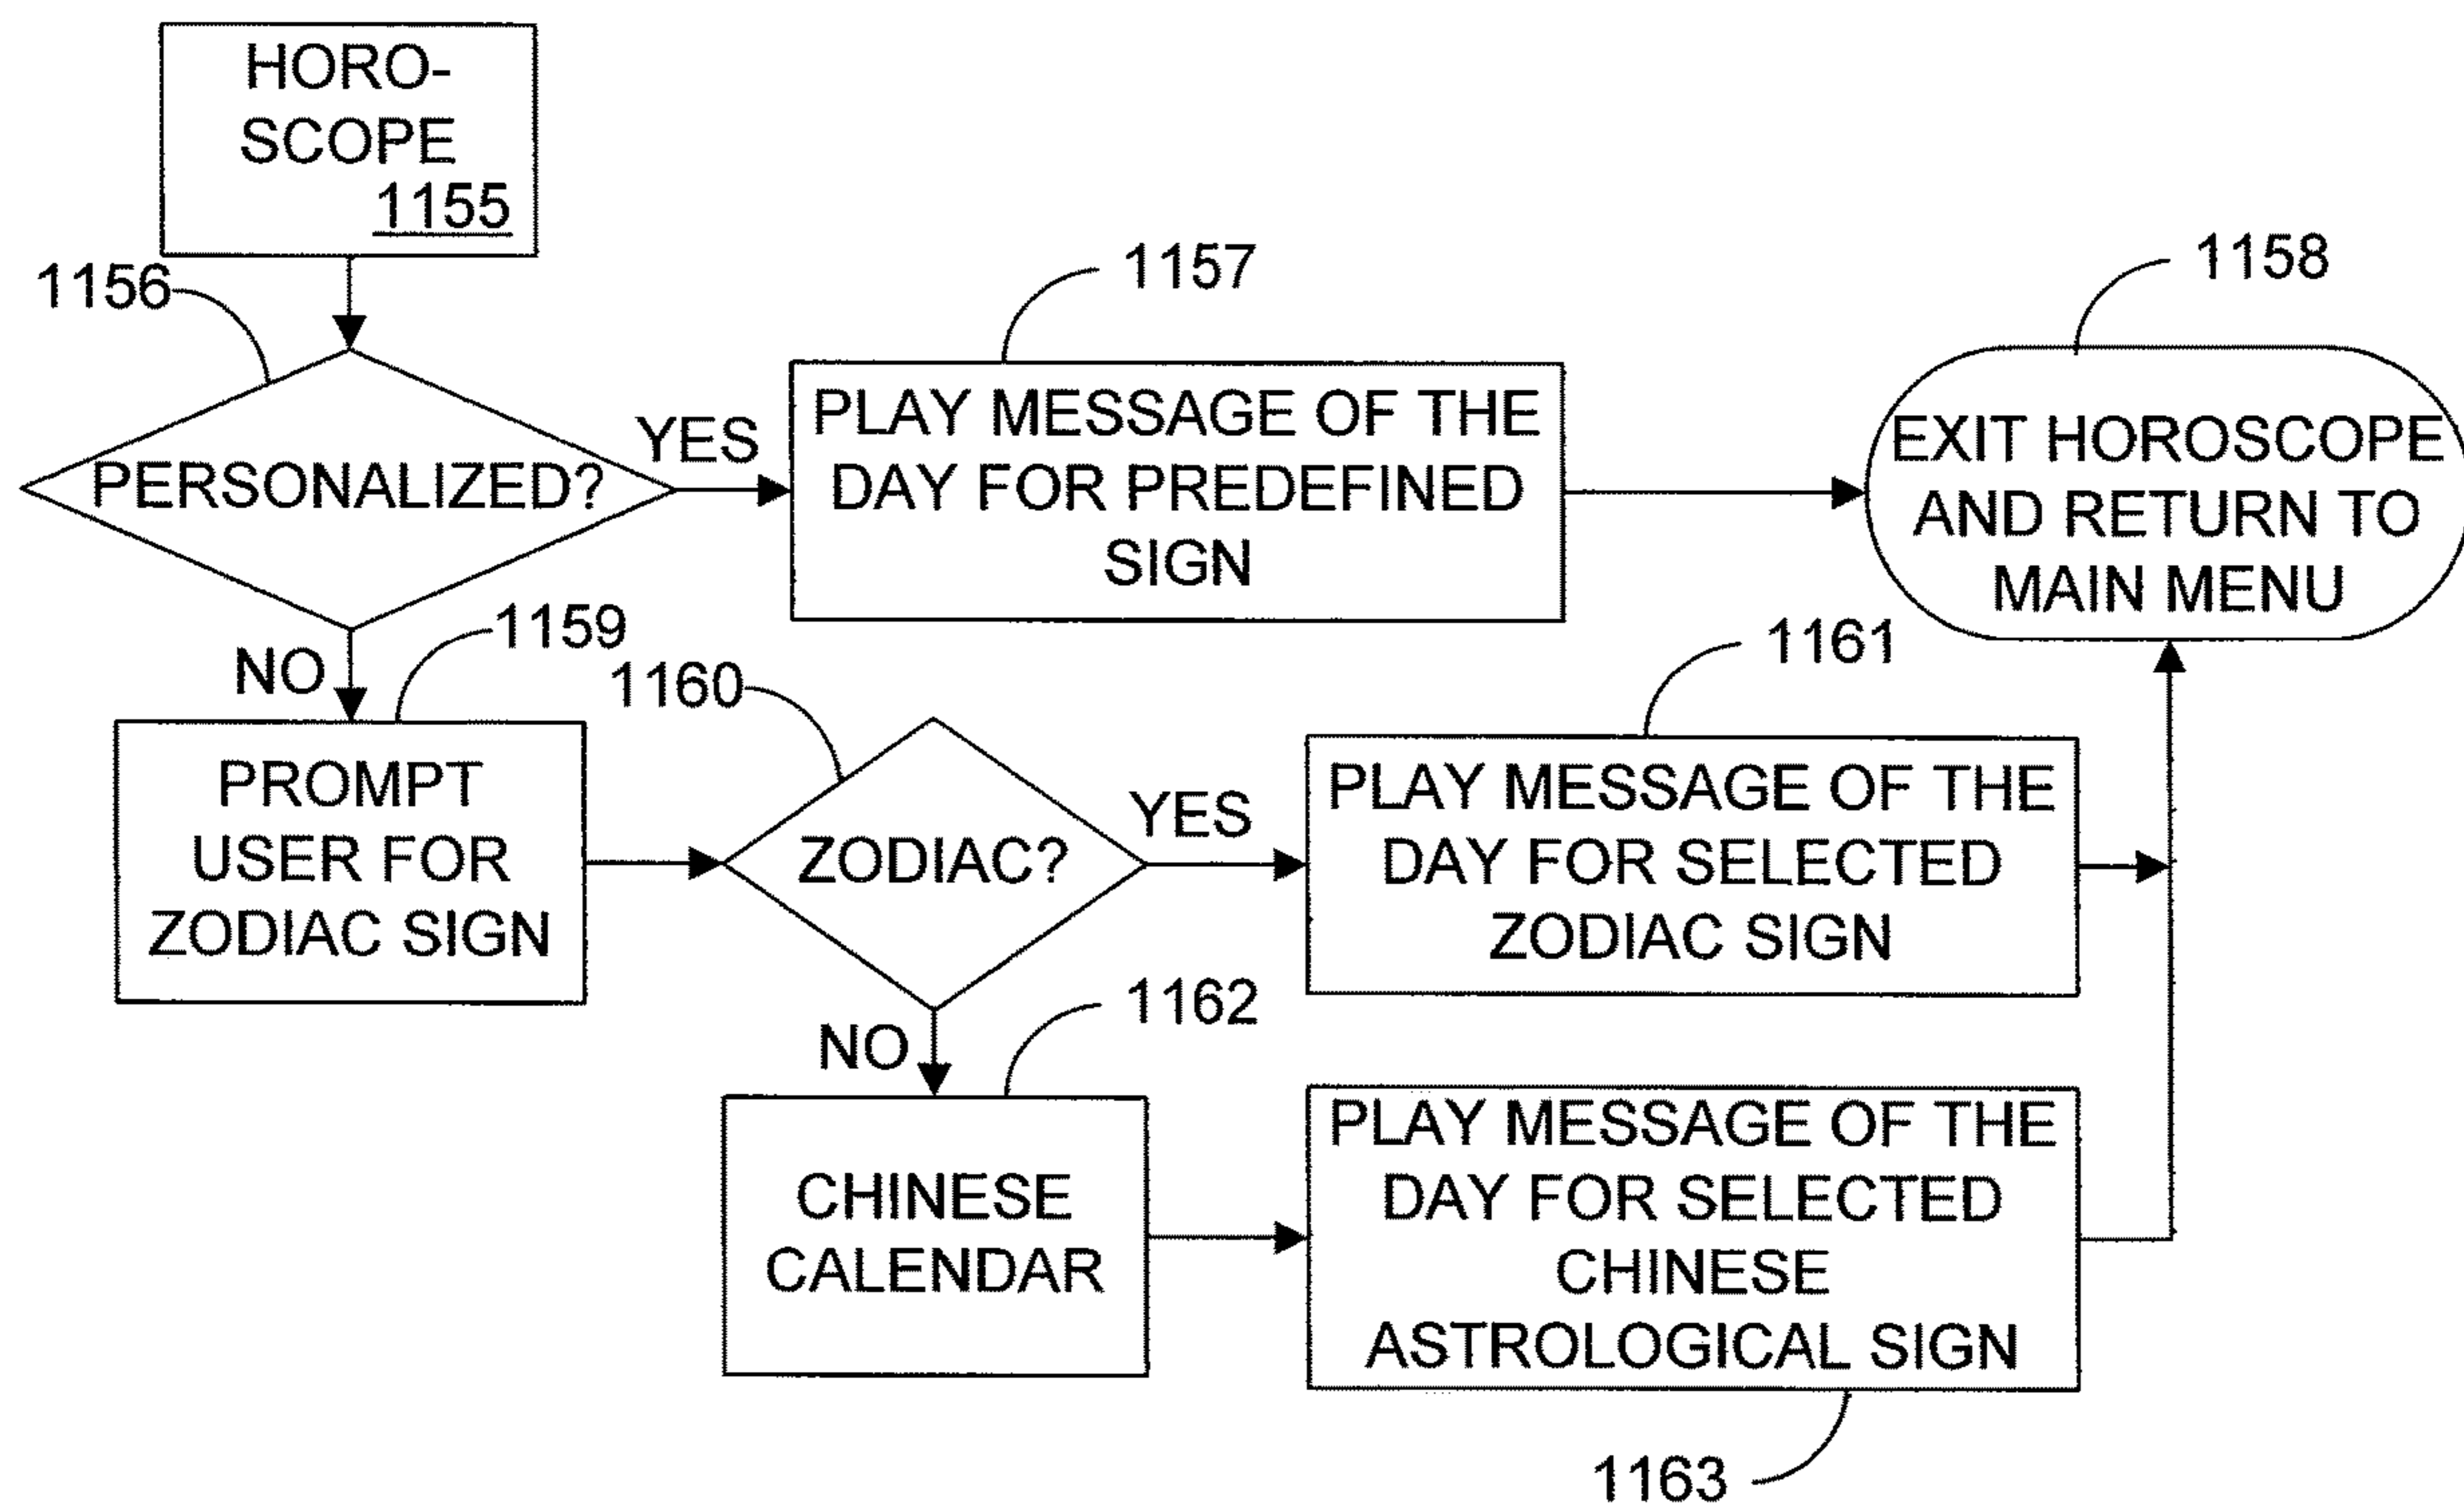 HORO-
SCOPE
1155
1156
PERSONALIZED?
YES
1157
PLAY MESSAGE OF THE
DAY FOR PREDEFINED
SIGN
1158
EXIT HOROSCOPE
AND RETURN TO
MAIN MENU
NO
1159
PROMPT
USER FOR
ZODIAC SIGN
1160
ZODIAC?
YES
1161
PLAY MESSAGE OF THE
DAY FOR SELECTED
ZODIAC SIGN
NO
1162
CHINESE
CALENDAR
PLAY MESSAGE OF THE
DAY FOR SELECTED
CHINESE
ASTROLOGICAL SIGN
1163